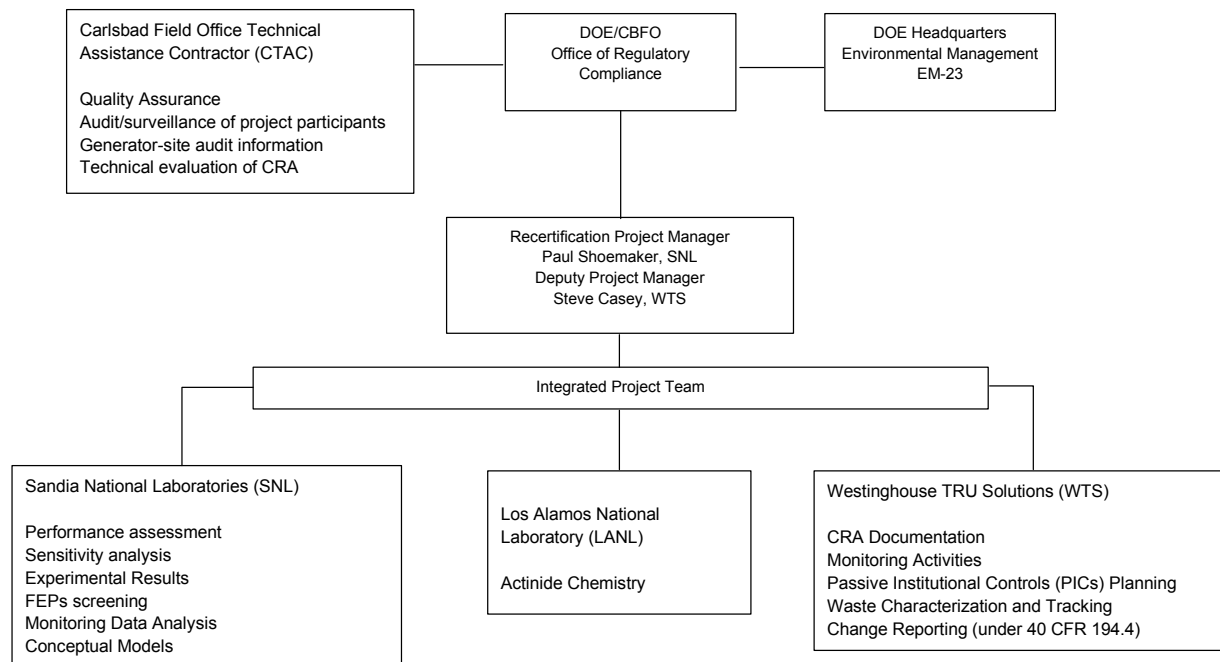 Carlsbad Field Office Technical
Assistance Contractor (CTAC)
Quality Assurance
Audit/surveillance of project participants
Generator-site audit information
Technical evaluation of CRA
DOE/CBFO
Office of Regulatory
Compliance
DOE Headquarters
Environmental Management
EM-23
Recertification Project Manager
Paul Shoemaker, SNL
Deputy Project Manager
Steve Casey, WTS
Integrated Project Team
Sandia National Laboratories (SNL)
Performance assessment
Sensitivity analysis
Experimental Results
FEPs screening
Monitoring Data Analysis
Conceptual Models
Los Alamos National
Laboratory (LANL)
Actinide Chemistry
Westinghouse TRU Solutions (WTS)
CRA Documentation
Monitoring Activities
Passive Institutional Controls (PICs) Planning
Waste Characterization and Tracking
Change Reporting (under 40 CFR 194.4)